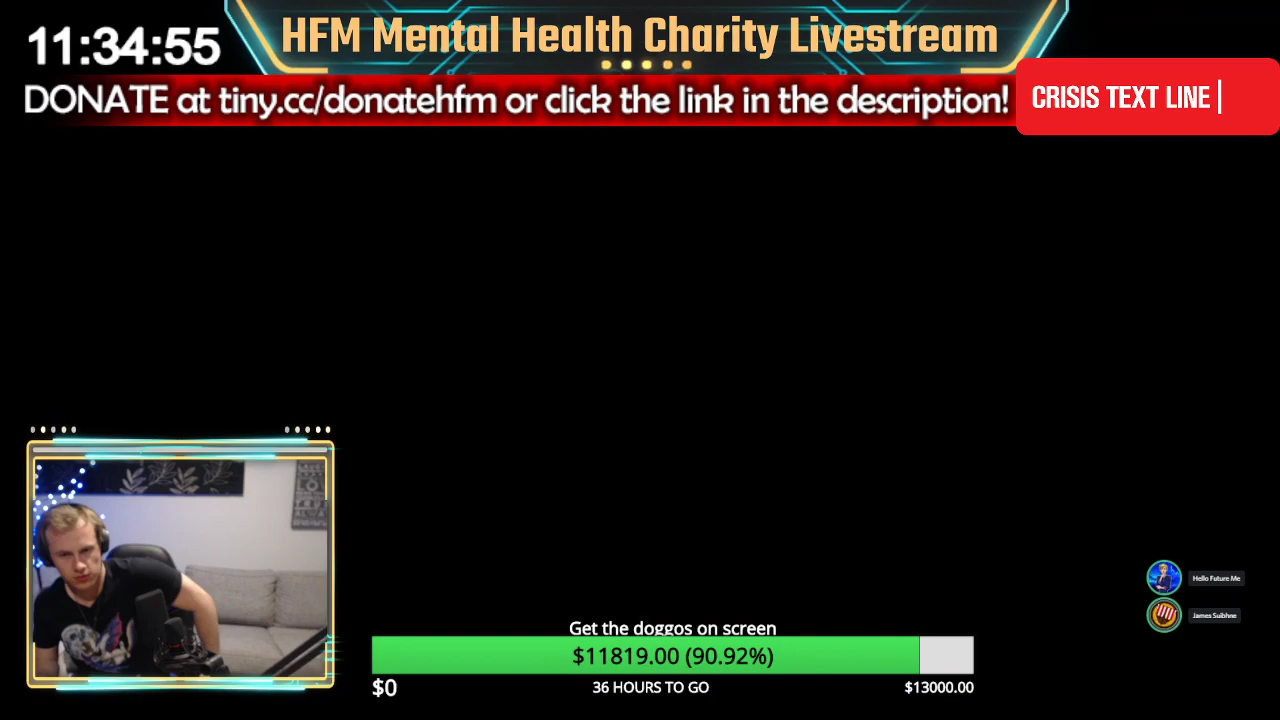 11:34:55
HFM Mental Health Charity Livestream
DONATE at tiny.cc/donatehfm or click the link in the description!
CRISIS TEXT LINE |
Hello Future Me
James Suibhne
Get the doggos on screen
$11819.00 (90.92%)
$0
36 HOURS TO GO
$13000.00